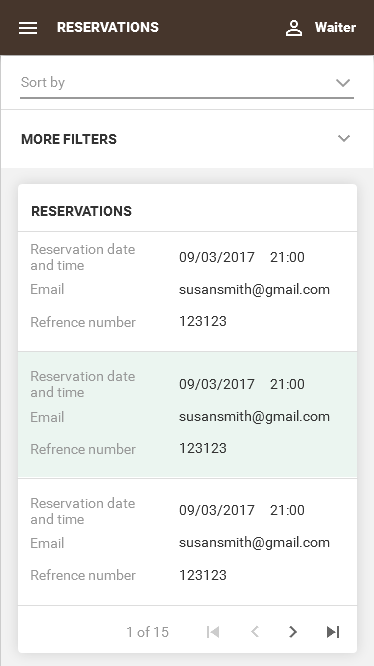 RESERVATIONS Waiter
Sort by
MORE FILTERS
RESERVATIONS
Reservation date
and time
09/03/2017 21:00
Email susansmith@gmail.com
Refrence number 123123
Reservation date
and time
09/03/2017 21:00
Email susansmith@gmail.com
Refrence number 123123
Reservation date
and time
09/03/2017 21:00
Email susansmith@gmail.com
Refrence number 123123
1 of 15